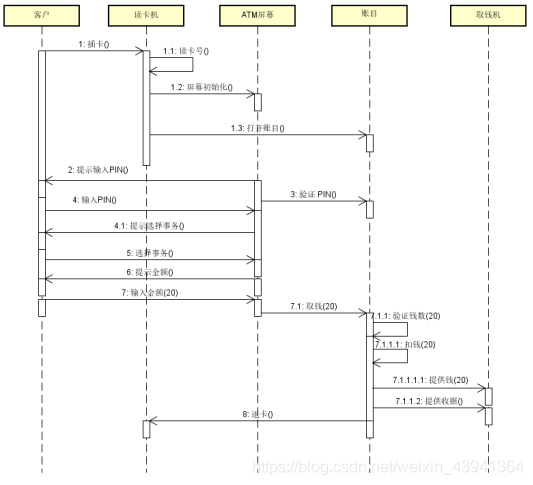 客户 读卡机 ATM屏幕 账目 取钱机
1: 插卡()
1.1: 读卡号()
1.2: 屏幕初始化()
1.3: 打开账目()
2: 提示输入PIN()
3: 验证 PIN()
4: 输入PIN()
4.1: 提示选择事务()
5: 选择事务()
6: 提示金额()
7: 输入金额(20)
7.1: 取钱(20)
7.1.1: 验证钱数(20)
7.1.1.1: 扣钱(20)
7.1.1.1.1: 提供钱(20)
7.1.1.2: 提供收据()
8: 退卡()
https://blog.csdn.net/weixin_43941364